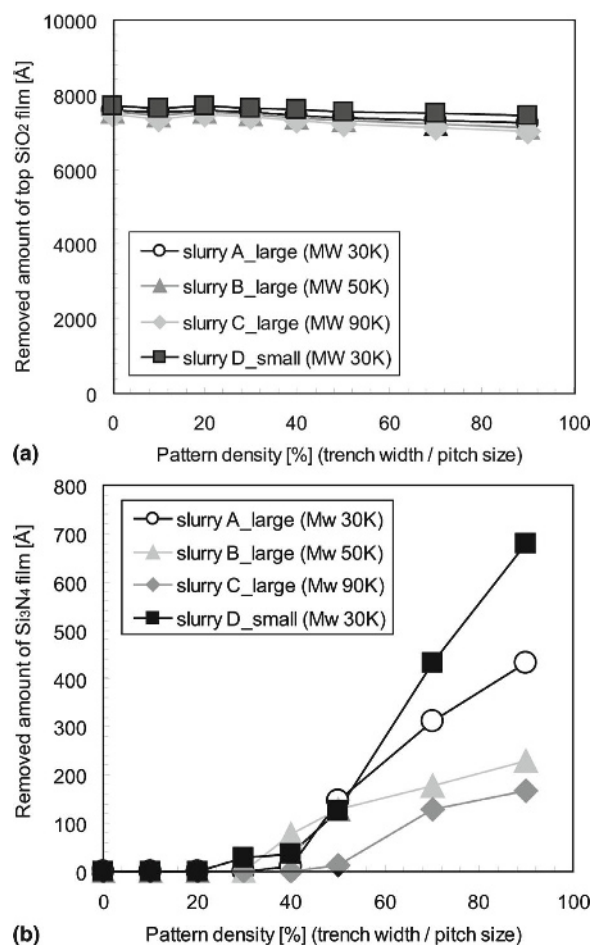 10000
8000
6000
4000
2000
0
Removed amount of top SiO2 film [Å]
slurry A_large (MW 30K)
slurry B_large (MW 50K)
slurry C_large (MW 90K)
slurry D_small (MW 30K)
0 20 40 60 80 100
(a) Pattern density [%] (trench width / pitch size)
800
700
600
500
400
300
200
100
0
Removed amount of Si3N4 film [Å]
slurry A_large (Mw 30K)
slurry B_large (Mw 50K)
slurry C_large (Mw 90K)
slurry D_small (Mw 30K)
0 20 40 60 80 100
(b) Pattern density [%] (trench width / pitch size)